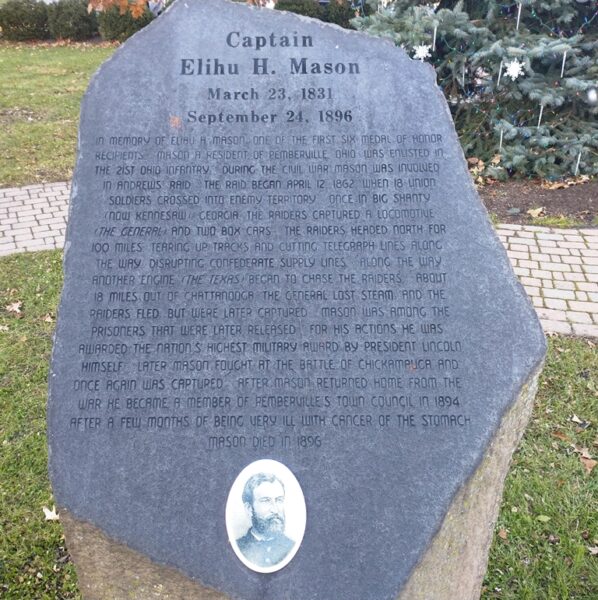 Captain
Elihu H. Mason
March 23, 1831
September 24, 1896
IN MEMORY OF ELIHU H. MASON, ONE OF THE FIRST SIX MEDAL OF HONOR
RECIPIENTS. MASON A RESIDENT OF PEMBERVILLE, OHIO WAS ENLISTED IN
THE 21ST OHIO INFANTRY. DURING THE CIVIL WAR MASON WAS INVOLVED
IN ANDREWS' RAID. THE RAID BEGAN APRIL 12, 1862 WHEN 18 UNION
SOLDIERS CROSSED INTO ENEMY TERRITORY. ONCE IN BIG SHANTY
(NOW KENNESAW), GEORGIA, THE RAIDERS CAPTURED A LOCOMOTIVE
(THE GENERAL) AND TWO BOX CARS. THE RAIDERS HEADED NORTH FOR
100 MILES TEARING UP TRACKS AND CUTTING TELEGRAPH LINES ALONG
THE WAY, DISRUPTING CONFEDERATE SUPPLY LINES. ALONG THE WAY
ANOTHER ENGINE (THE TEXAS) BEGAN TO CHASE THE RAIDERS. ABOUT
18 MILES OUT OF CHATTANOOGA, THE GENERAL LOST STEAM, AND THE
RAIDERS FLED, BUT WERE LATER CAPTURED. MASON WAS AMONG THE
PRISONERS THAT WERE LATER RELEASED. FOR HIS ACTIONS HE WAS
AWARDED THE NATION'S HIGHEST MILITARY AWARD BY PRESIDENT LINCOLN
HIMSELF. LATER MASON FOUGHT AT THE BATTLE OF CHICKAMAUGA AND
ONCE AGAIN WAS CAPTURED. AFTER MASON RETURNED HOME FROM THE
WAR HE BECAME A MEMBER OF PEMBERVILLE'S TOWN COUNCIL IN 1894.
AFTER A FEW MONTHS OF BEING VERY ILL WITH CANCER OF THE STOMACH
MASON DIED IN 1896.